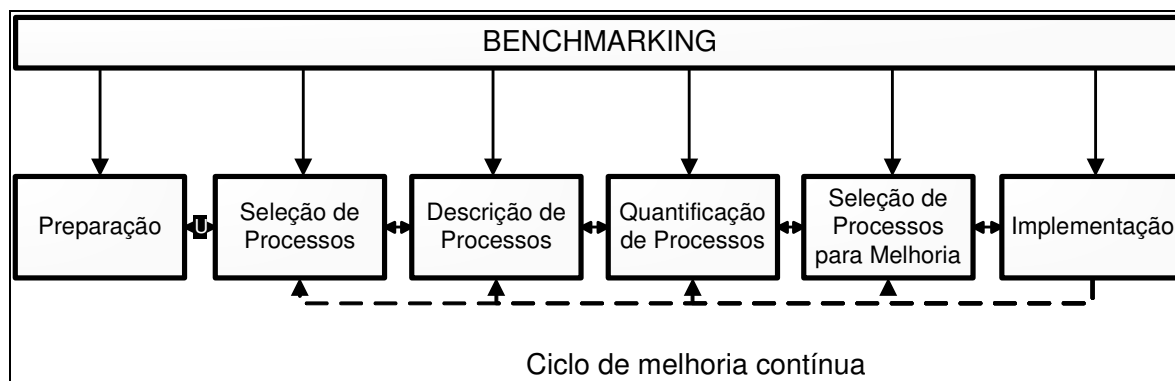 BENCHMARKING
Preparação
U
Seleção de
Processos
Descrição de
Processos
Quantificação
de Processos
Seleção de
Processos
para Melhoria
Implementação
Ciclo de melhoria contínua